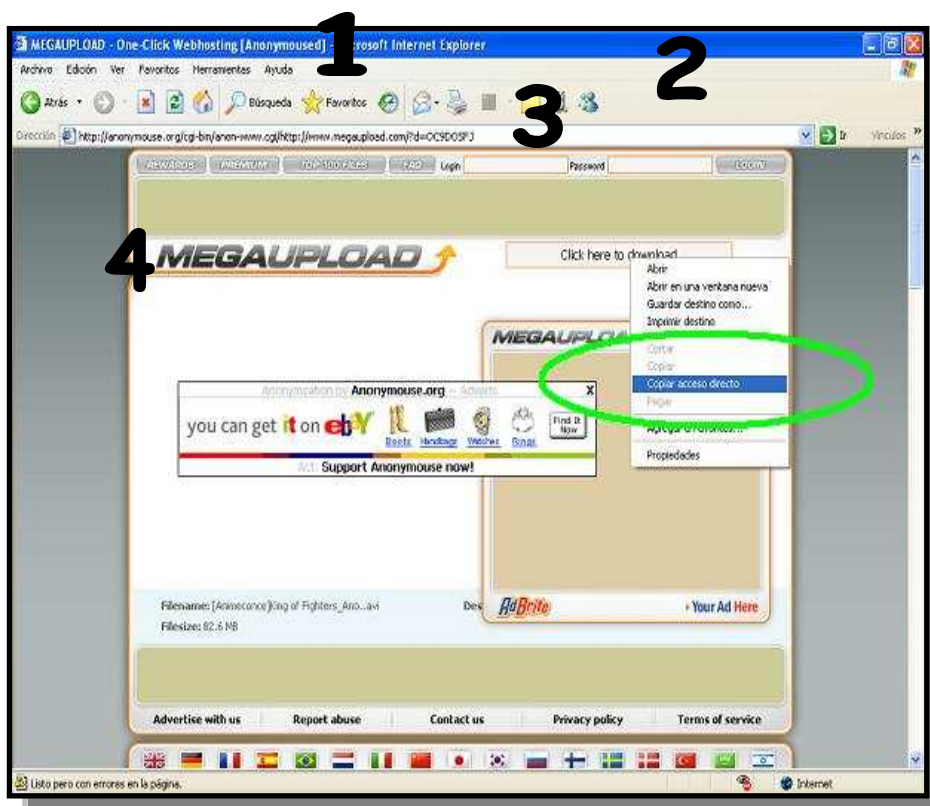 1
MEGAUPLOAD - One-Click Webhosting [Anonymoused] - Microsoft Internet Explorer
2
Archivo Edición Ver Favoritos Herramientas Ayuda
Atrás Búsqueda Favoritos
3
Dirección http://anonymouse.org/cgi-bin/anon-www.cgi/http://www.megaupload.com/?d=OC9DOSFJ Ir Vínculos »
REWARDS PREMIUM TOP 100 FILES FAQ Login Password LOGIN
4
MEGAUPLOAD
Click here to download
Abrir
Abrir en una ventana nueva
Guardar destino como...
Imprimir destino
MEGAUPLOAD
Cortar
Copiar
Copiar acceso directo
Pegar
Agregar a Favoritos...
Propiedades
Anonymisation by Anonymouse.org ~ Adverts X
you can get it on ebY
Boots Handbags Watches Rings
Find It Now
Act: Support Anonymouse now!
Filename: [Animeconce]King of Fighters_Ano...avi Des
Filesize: 82.6 MB
AdBrite
Your Ad Here
Advertise with us Report abuse Contact us Privacy policy Terms of service
Listo pero con errores en la página. Internet